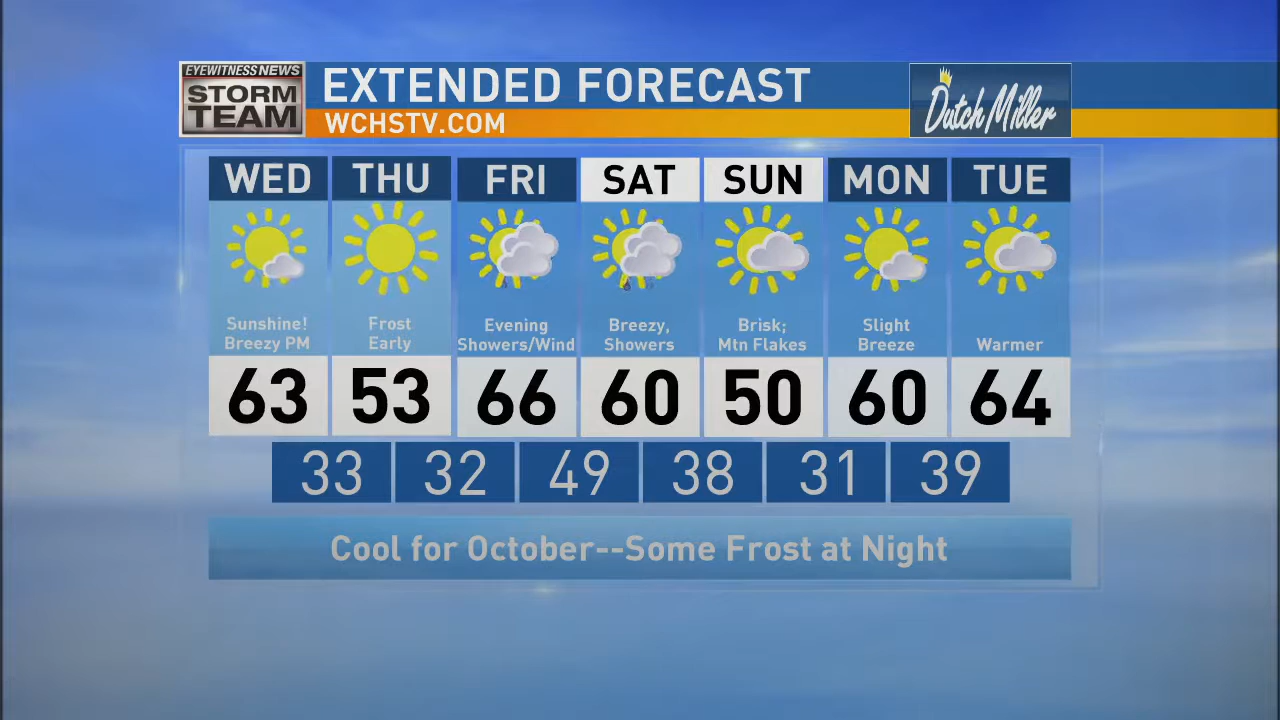 EYEWITNESS NEWS
STORM
TEAM
EXTENDED FORECAST
WCHSTV.COM
Dutch Miller
WED THU FRI SAT SUN MON TUE
Sunshine! Frost Evening Breezy, Brisk; Slight
Breezy PM Early Showers/Wind Showers Mtn Flakes Breeze Warmer
63 53 66 60 50 60 64
33 32 49 38 31 39
Cool for October--Some Frost at Night